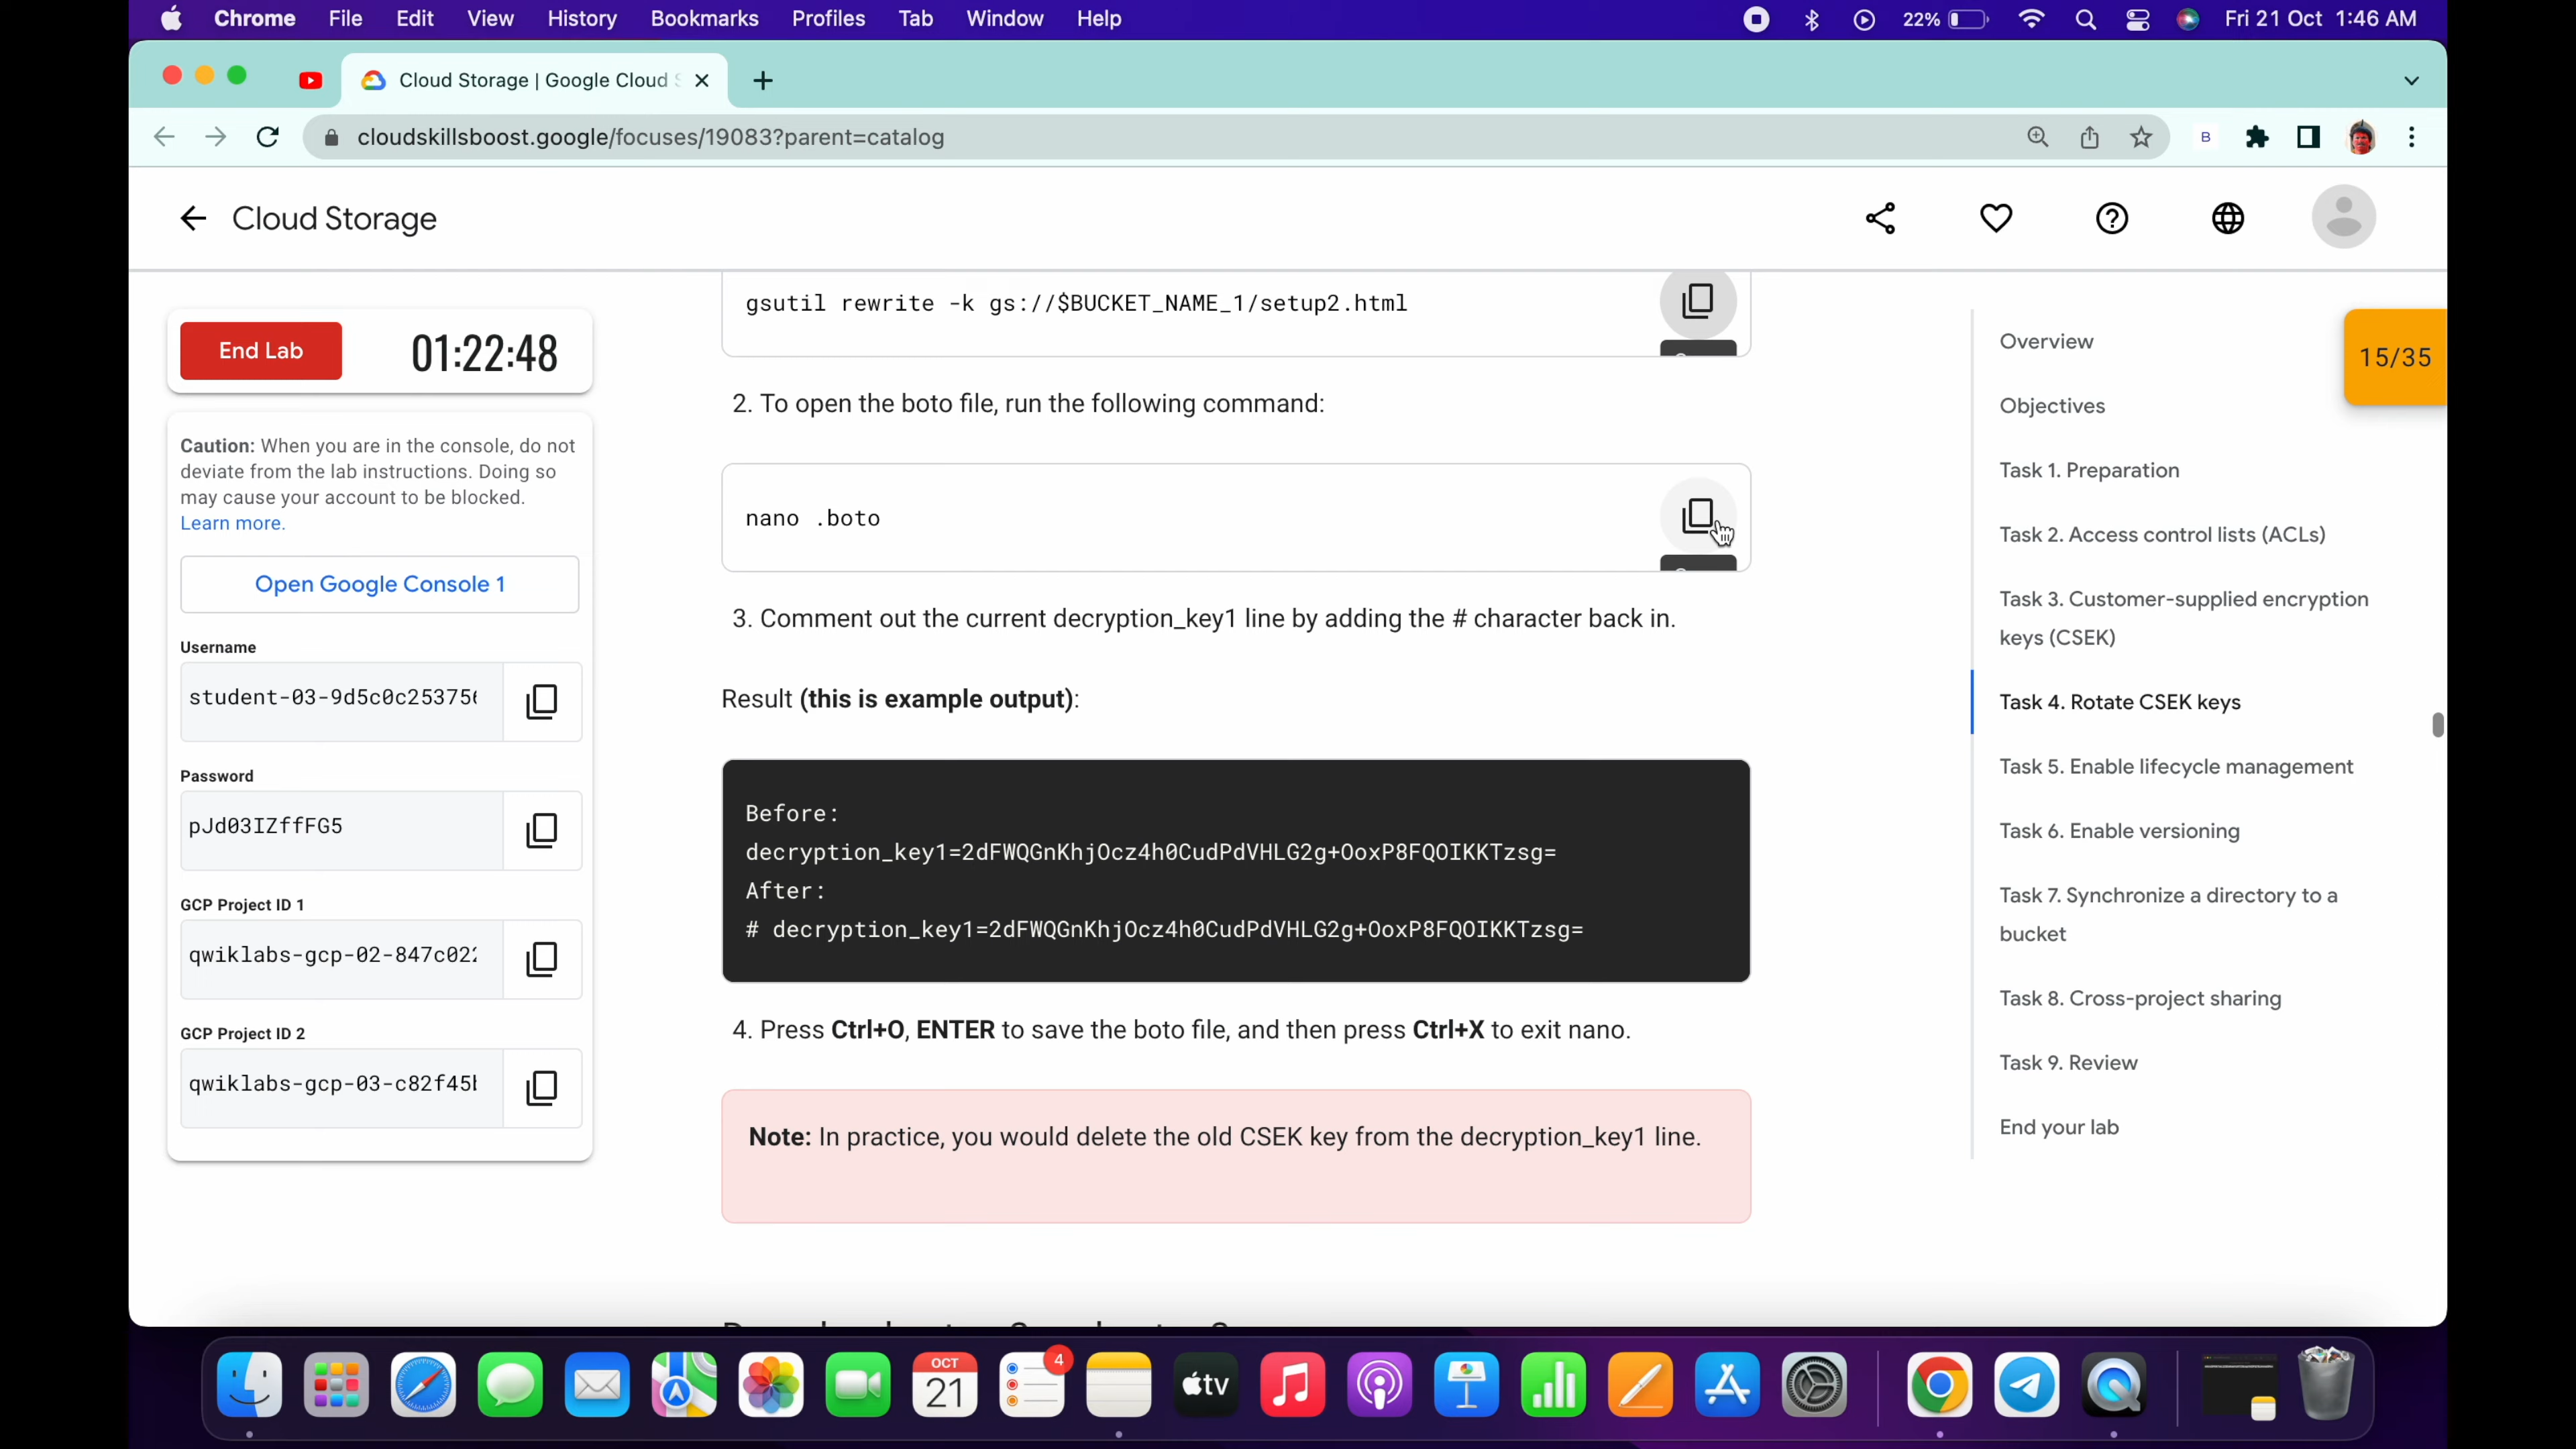 Chrome File Edit View History Bookmarks Profiles Tab Window Help 22% Fri 21 Oct 1:46 AM
Cloud Storage | Google Cloud
cloudskillsboost.google/focuses/19083?parent=catalog B
Cloud Storage
End Lab 01:22:48
Caution: When you are in the console, do not
deviate from the lab instructions. Doing so
may cause your account to be blocked.
Learn more.
Open Google Console 1
Username
student-03-9d5c0c25375
Password
pJd03IZffFG5
GCP Project ID 1
qwiklabs-gcp-02-847c02
GCP Project ID 2
qwiklabs-gcp-03-c82f45
gsutil rewrite -k gs://$BUCKET_NAME_1/setup2.html
2. To open the boto file, run the following command:
nano .boto
3. Comment out the current decryption_key1 line by adding the # character back in.
Result (this is example output):
Before:
decryption_key1=2dFWQGnKhjOcz4h0CudPdVHLG2g+OoxP8FQOIKKTzsg=
After:
# decryption_key1=2dFWQGnKhjOcz4h0CudPdVHLG2g+OoxP8FQOIKKTzsg=
4. Press Ctrl+O, ENTER to save the boto file, and then press Ctrl+X to exit nano.
Note: In practice, you would delete the old CSEK key from the decryption_key1 line.
Overview
Objectives
Task 1. Preparation
Task 2. Access control lists (ACLs)
Task 3. Customer-supplied encryption
keys (CSEK)
Task 4. Rotate CSEK keys
Task 5. Enable lifecycle management
Task 6. Enable versioning
Task 7. Synchronize a directory to a
bucket
Task 8. Cross-project sharing
Task 9. Review
End your lab
15/35
OCT
21
4
tv